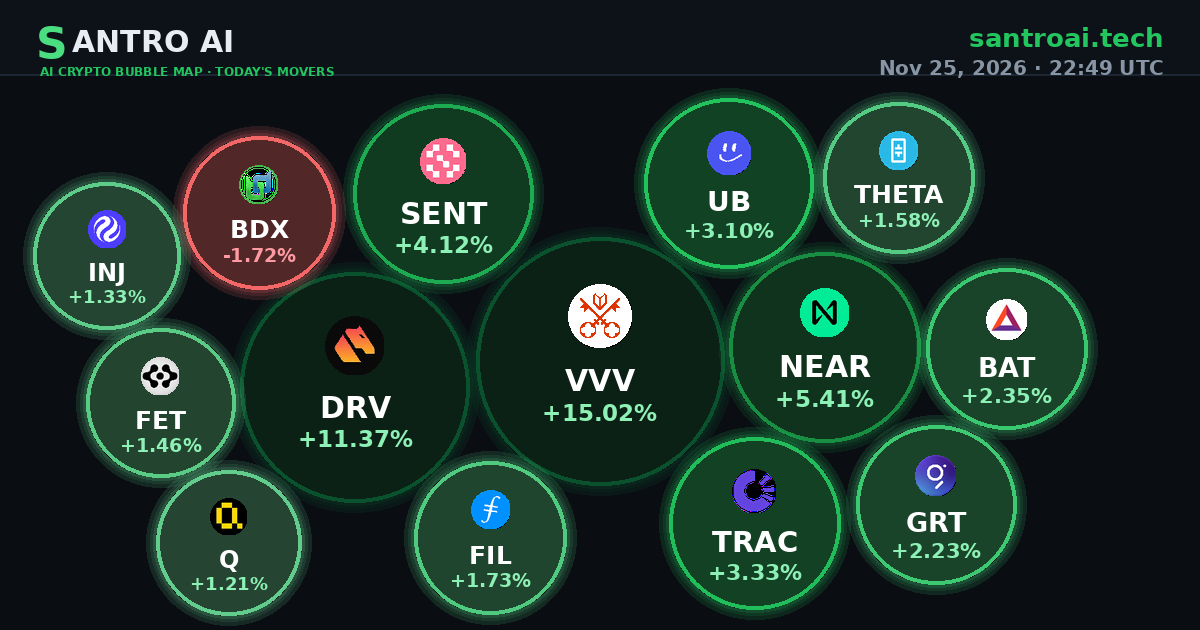 SANTRO AI
AI CRYPTO BUBBLE MAP · TODAY'S MOVERS
santroai.tech
Nov 25, 2026 · 22:49 UTC
INJ
+1.33%
BDX
-1.72%
SENT
+4.12%
UB
+3.10%
THETA
+1.58%
FET
+1.46%
DRV
+11.37%
VVV
+15.02%
NEAR
+5.41%
BAT
+2.35%
Q
+1.21%
FIL
+1.73%
TRAC
+3.33%
GRT
+2.23%